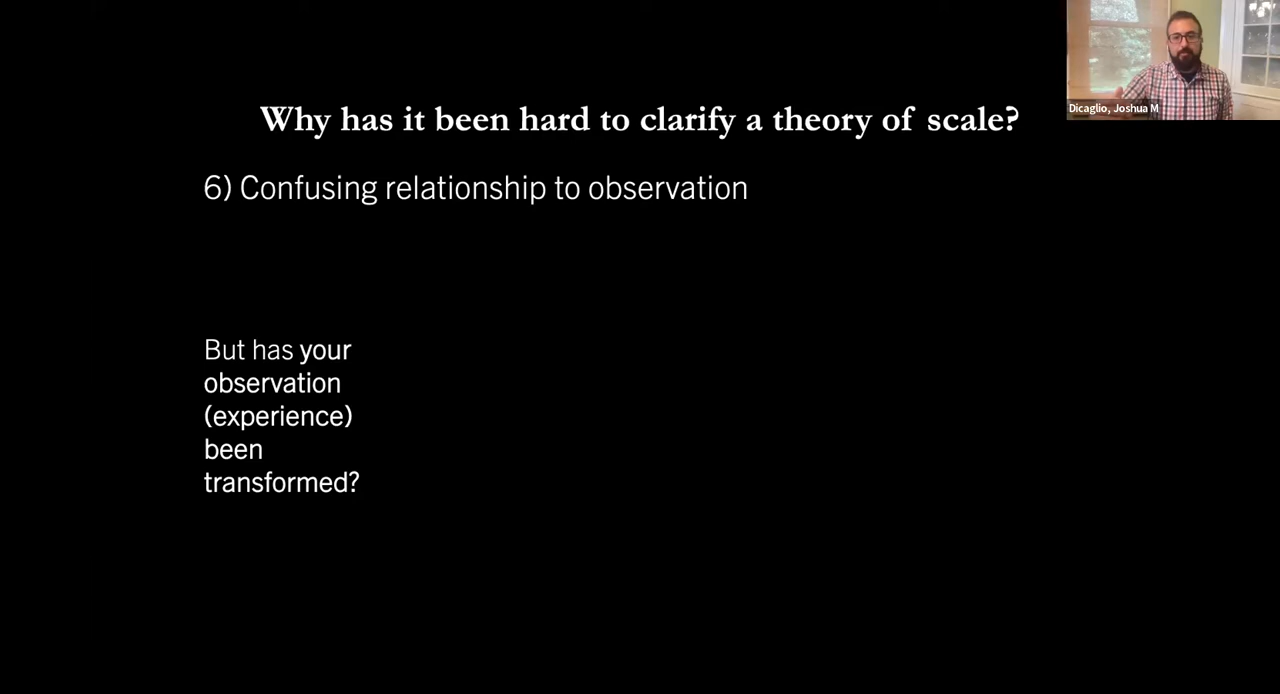 Dicaglio, Joshua M
Why has it been hard to clarify a theory of scale?
6) Confusing relationship to observation
But has your
observation
(experience)
been
transformed?